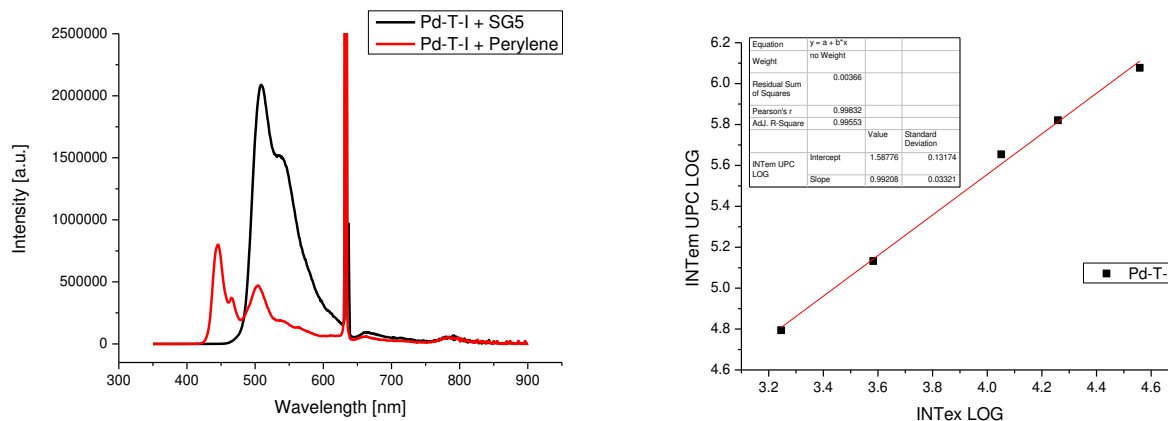 Pd-T-I + SG5
Pd-T-I + Perylene
2500000
2000000
1500000
1000000
500000
0
300 400 500 600 700 800 900
Intensity [a.u.]
Wavelength [nm]
6.2
6.0
5.8
5.6
5.4
5.2
5.0
4.8
4.6
3.2 3.4 3.6 3.8 4.0 4.2 4.4 4.6
INTem UPC LOG
INTex LOG
Equation y = a + b*x
Weight no Weight
Residual Sum of Squares 0.00366
Pearson's r 0.99832
Adj. R-Square 0.99553
Value Standard Deviation
INTem UPC LOG Intercept 1.58776 0.13174
Slope 0.99208 0.03321
Pd-T-